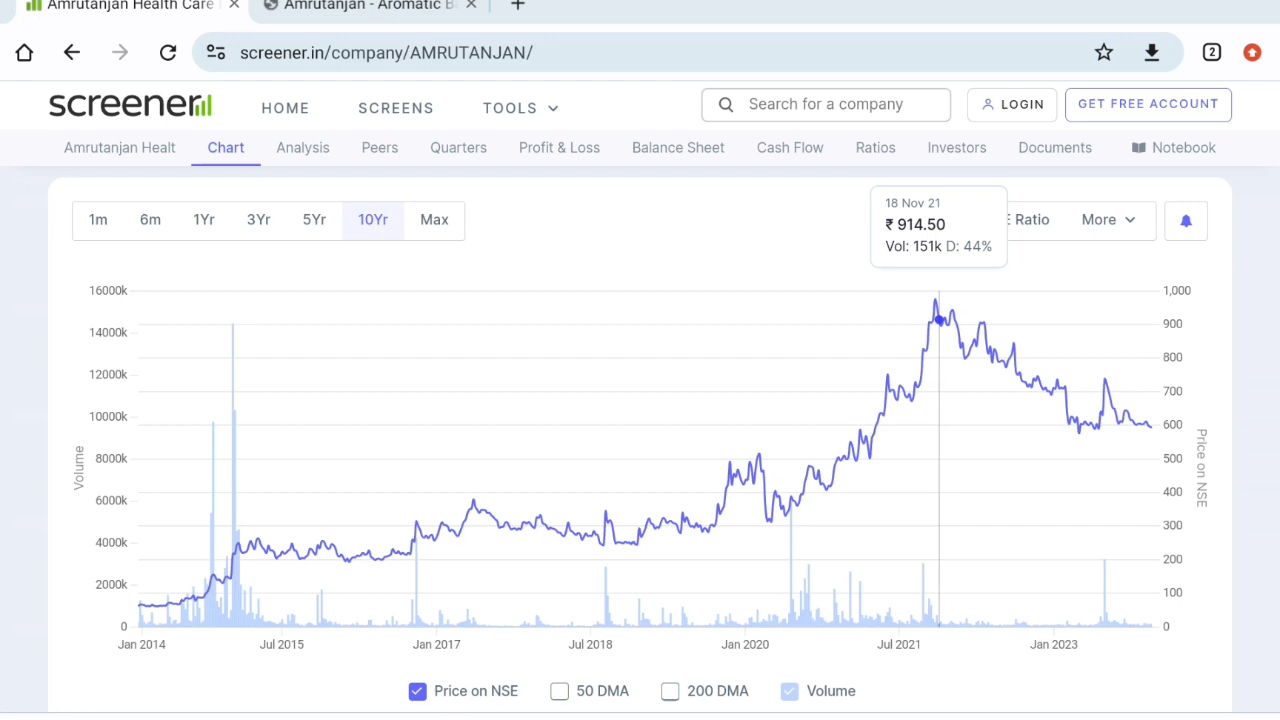 Amrutanjan Health Care
Amrutanjan - Aromatic B
screener.in/company/AMRUTANJAN/
2
screener
HOME
SCREENS
TOOLS
Search for a company
LOGIN
GET FREE ACCOUNT
Amrutanjan Healt
Chart
Analysis
Peers
Quarters
Profit & Loss
Balance Sheet
Cash Flow
Ratios
Investors
Documents
Notebook
1m
6m
1Yr
3Yr
5Yr
10Yr
Max
18 Nov 21
₹ 914.50
Vol: 151k D: 44%
Ratio
More
16000k
14000k
12000k
10000k
8000k
6000k
4000k
2000k
0
Volume
1,000
900
800
700
600
500
400
300
200
100
0
Price on NSE
Jan 2014
Jul 2015
Jan 2017
Jul 2018
Jan 2020
Jul 2021
Jan 2023
Price on NSE
50 DMA
200 DMA
Volume